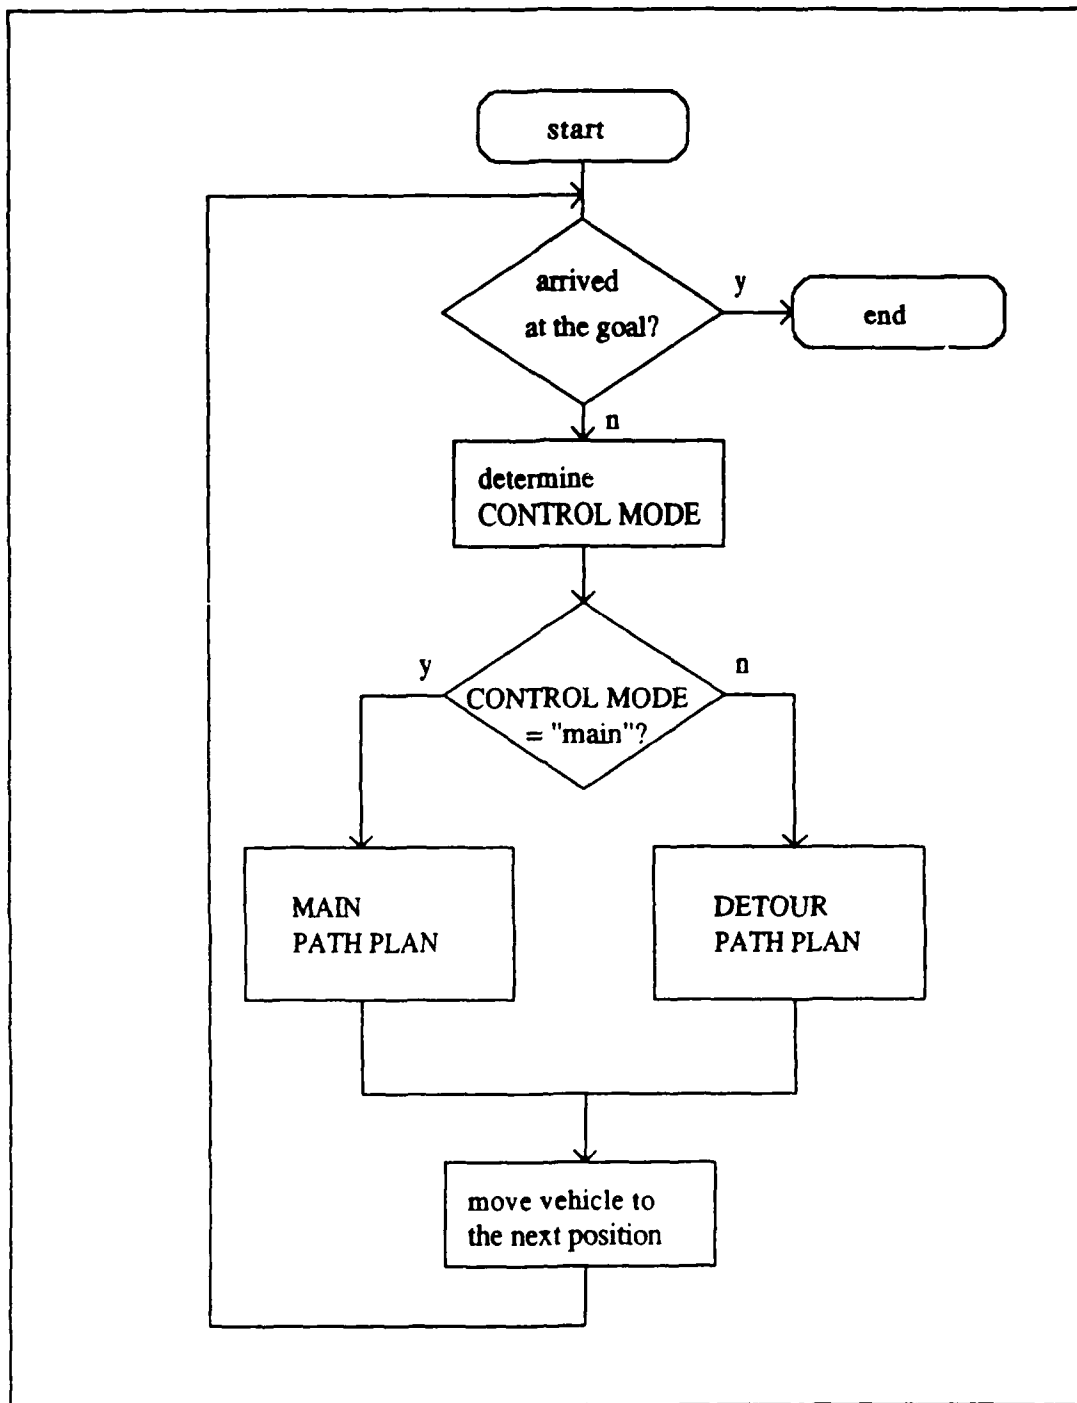 start
arrived
at the goal?
y
end
n
determine
CONTROL MODE
y
n
CONTROL MODE
= "main"?
MAIN
PATH PLAN
DETOUR
PATH PLAN
move vehicle to
the next position